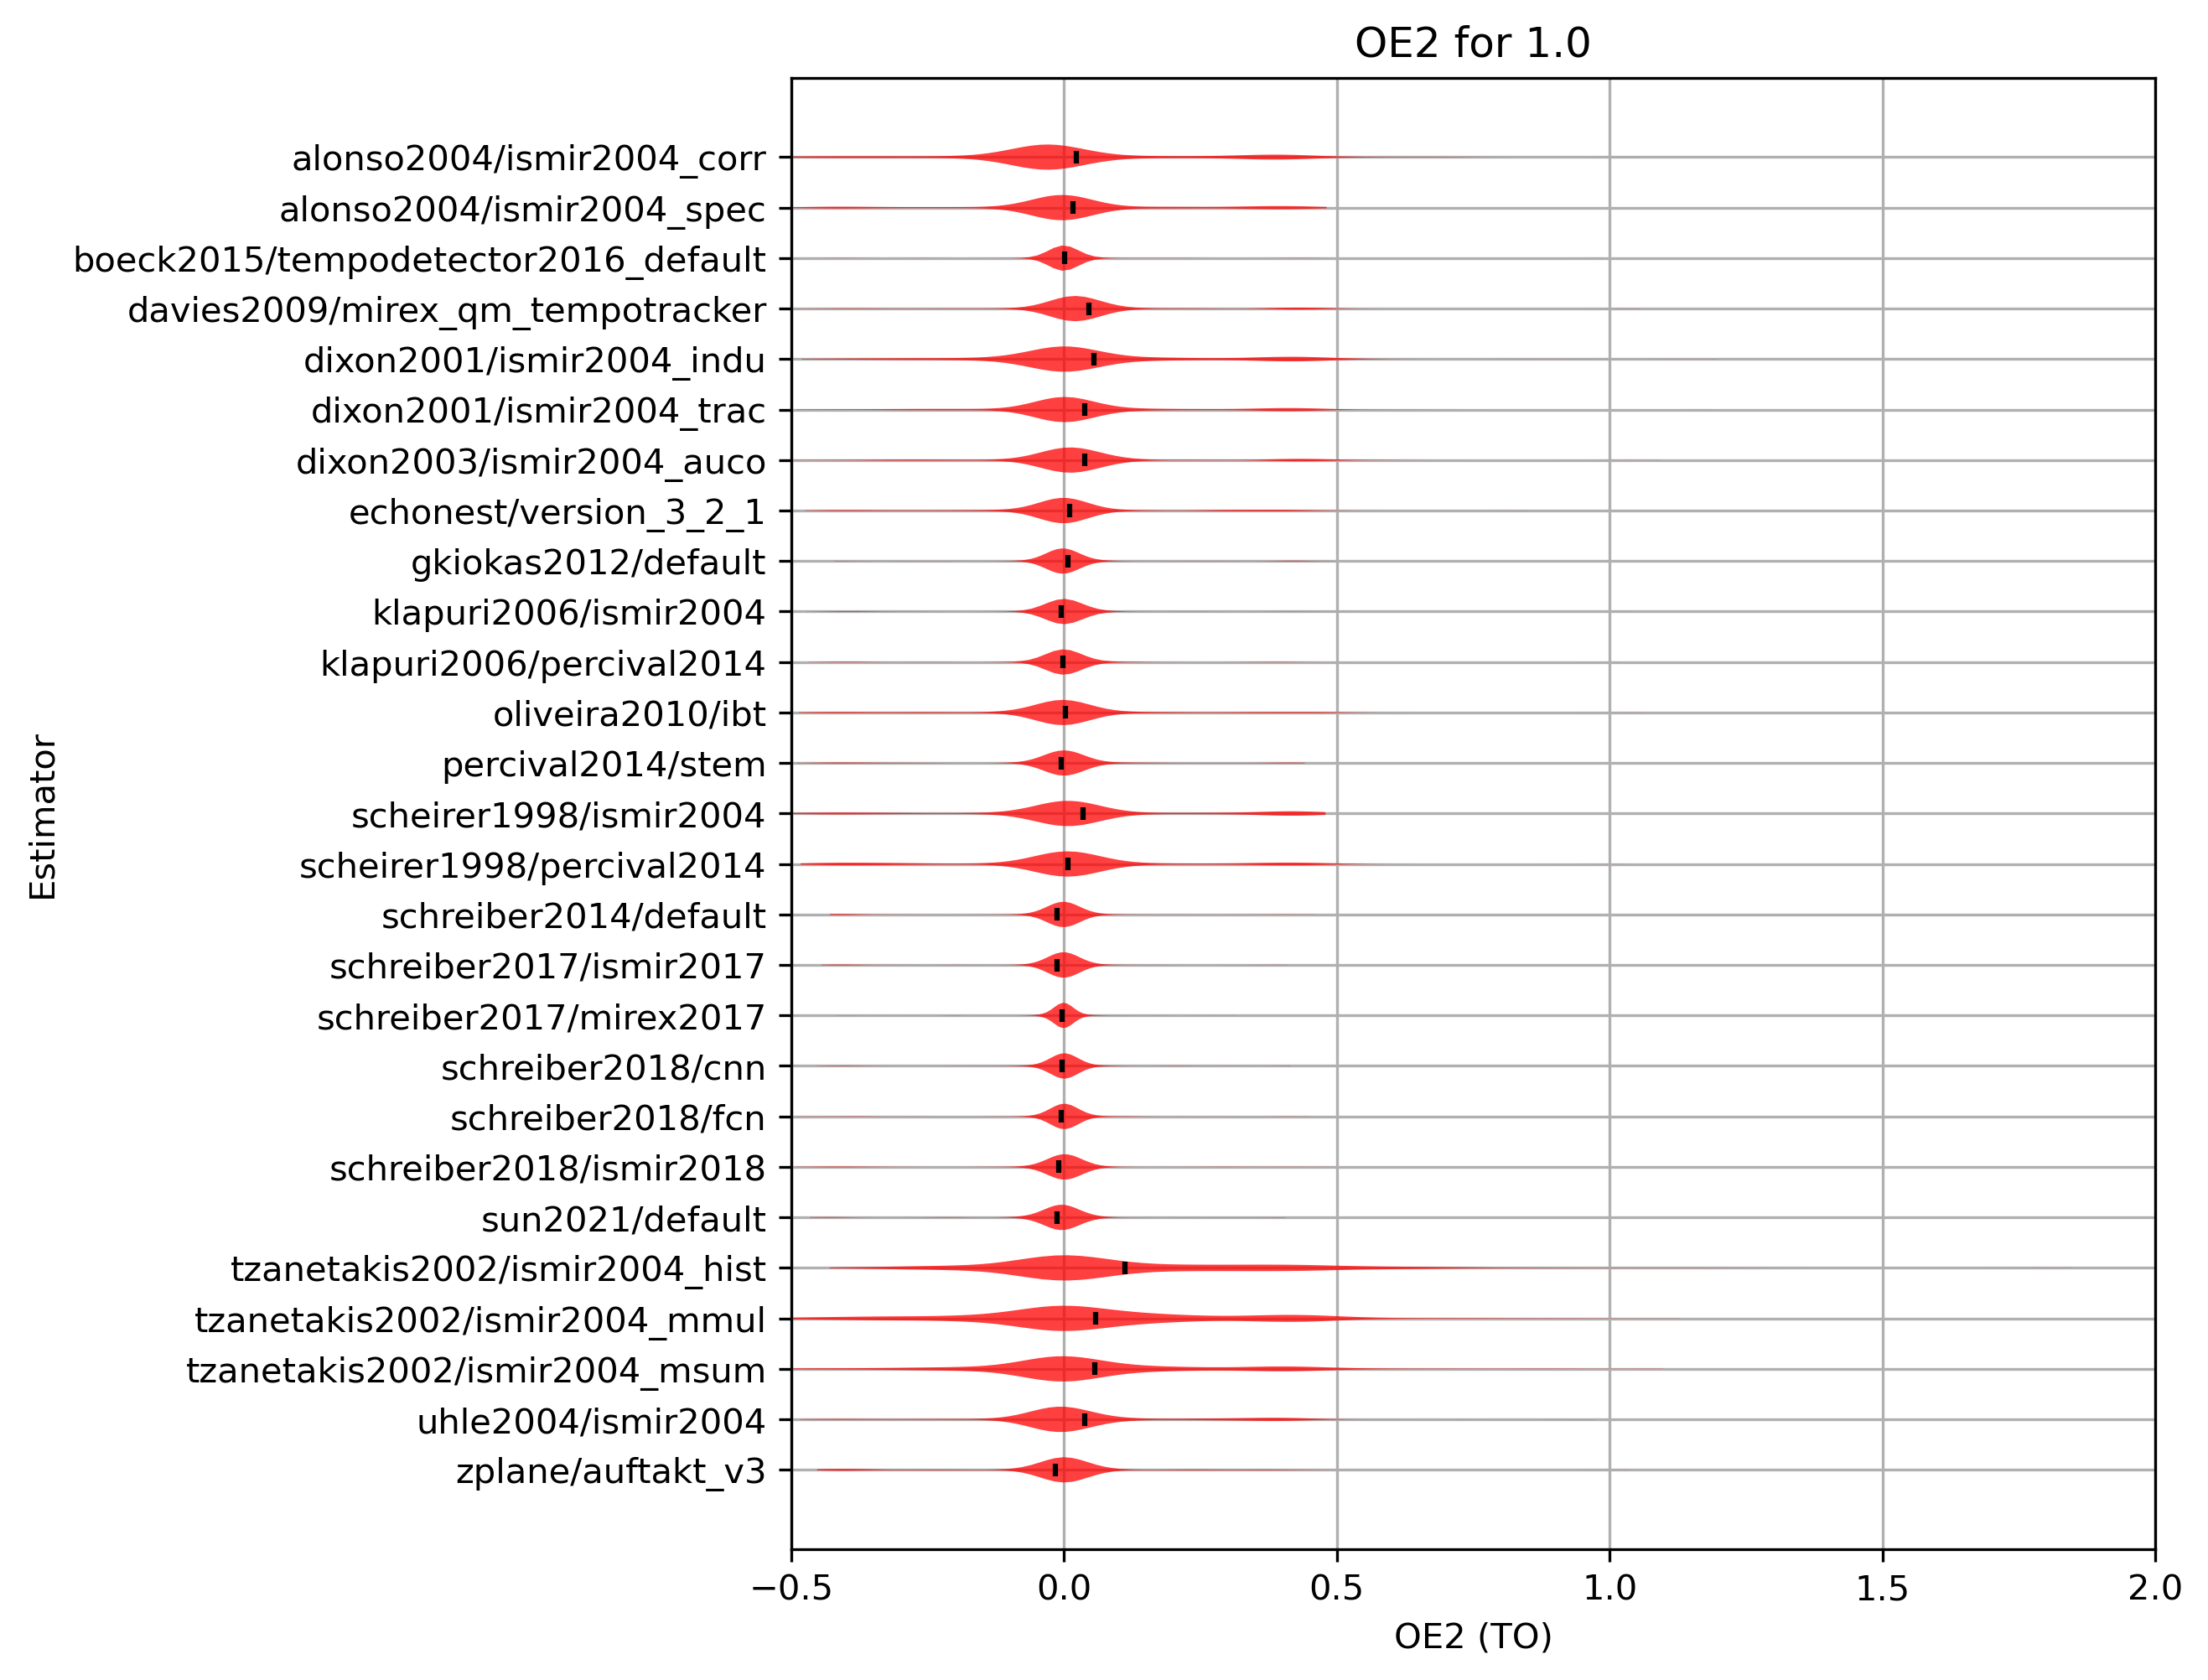 OE2 for 1.0
alonso2004/ismir2004_corr
alonso2004/ismir2004_spec
boeck2015/tempodetector2016_default
davies2009/mirex_qm_tempotracker
dixon2001/ismir2004_indu
dixon2001/ismir2004_trac
dixon2003/ismir2004_auco
echonest/version_3_2_1
gkiokas2012/default
klapuri2006/ismir2004
klapuri2006/percival2014
oliveira2010/ibt
percival2014/stem
scheirer1998/ismir2004
scheirer1998/percival2014
schreiber2014/default
schreiber2017/ismir2017
schreiber2017/mirex2017
schreiber2018/cnn
schreiber2018/fcn
schreiber2018/ismir2018
sun2021/default
tzanetakis2002/ismir2004_hist
tzanetakis2002/ismir2004_mmul
tzanetakis2002/ismir2004_msum
uhle2004/ismir2004
zplane/auftakt_v3
Estimator
−0.5 0.0 0.5 1.0 1.5 2.0
OE2 (TO)